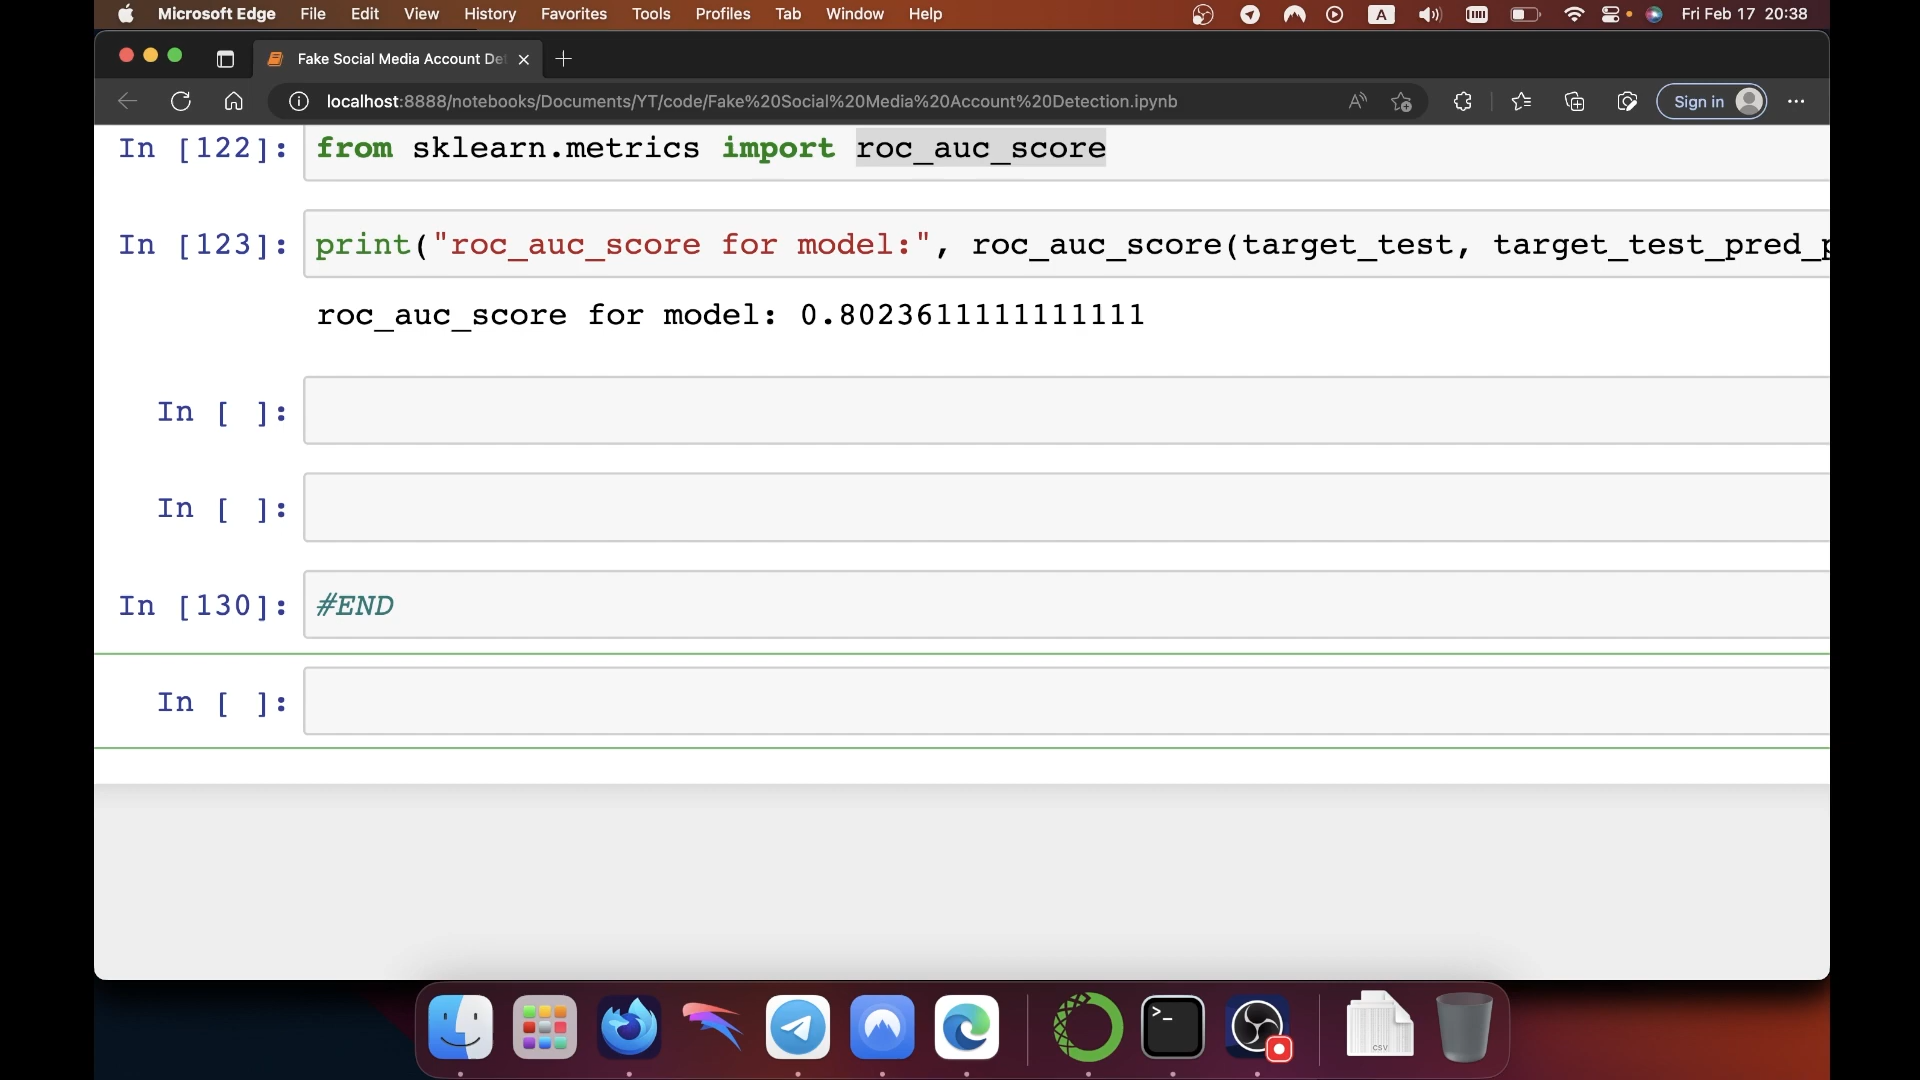 Microsoft Edge File Edit View History Favorites Tools Profiles Tab Window Help A Fri Feb 17 20:38
Fake Social Media Account De
localhost:8888/notebooks/Documents/YT/code/Fake%20Social%20Media%20Account%20Detection.ipynb Sign in
In [122]: from sklearn.metrics import roc_auc_score
In [123]: print("roc_auc_score for model:", roc_auc_score(target_test, target_test_pred_p
roc_auc_score for model: 0.8023611111111111
In [ ]:
In [ ]:
In [130]: #END
In [ ]:
>_
CSV